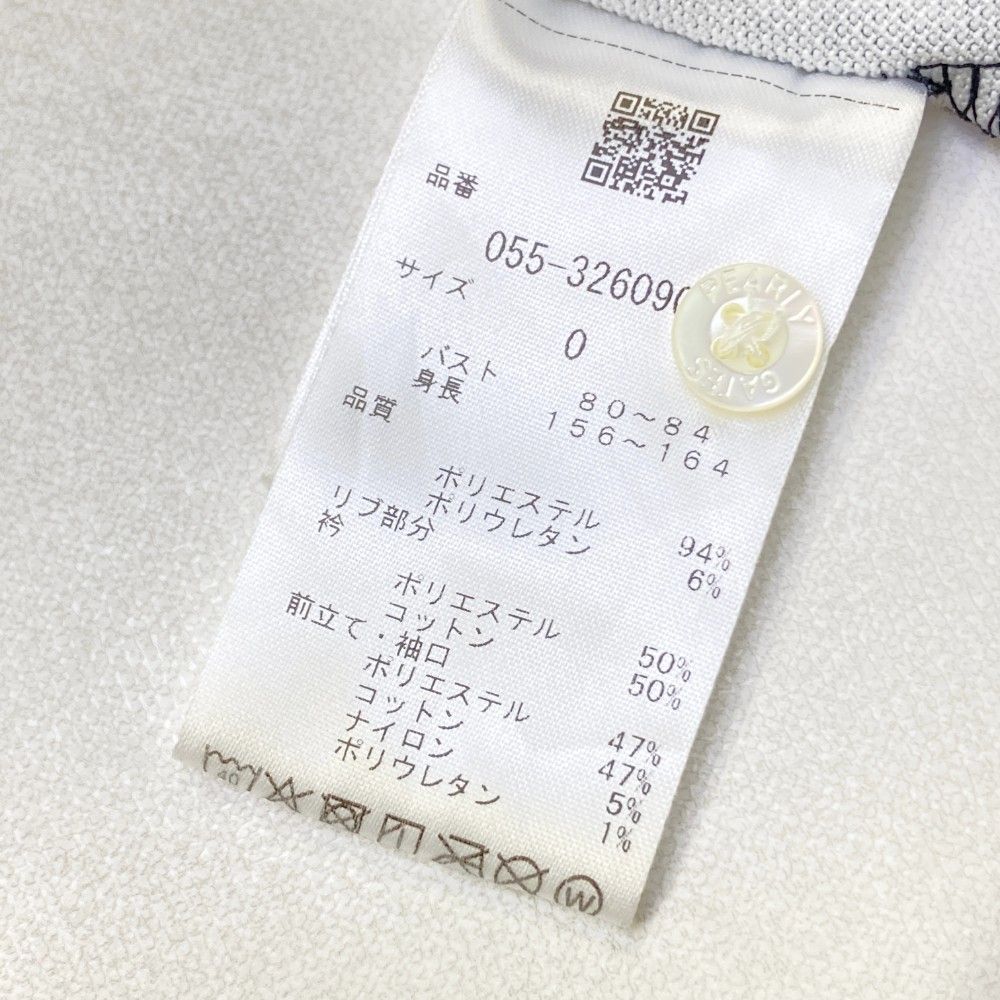 品番
055-326090
サイズ
0
PEARLY GATES
バスト 80～84
身長 156～164
品質
ポリエステル 94%
ポリウレタン 6%
リブ部分
衿
ポリエステル 50%
コットン 50%
前立て・袖口
ポリエステル 47%
コットン 47%
ナイロン 5%
ポリウレタン 1%
40
W